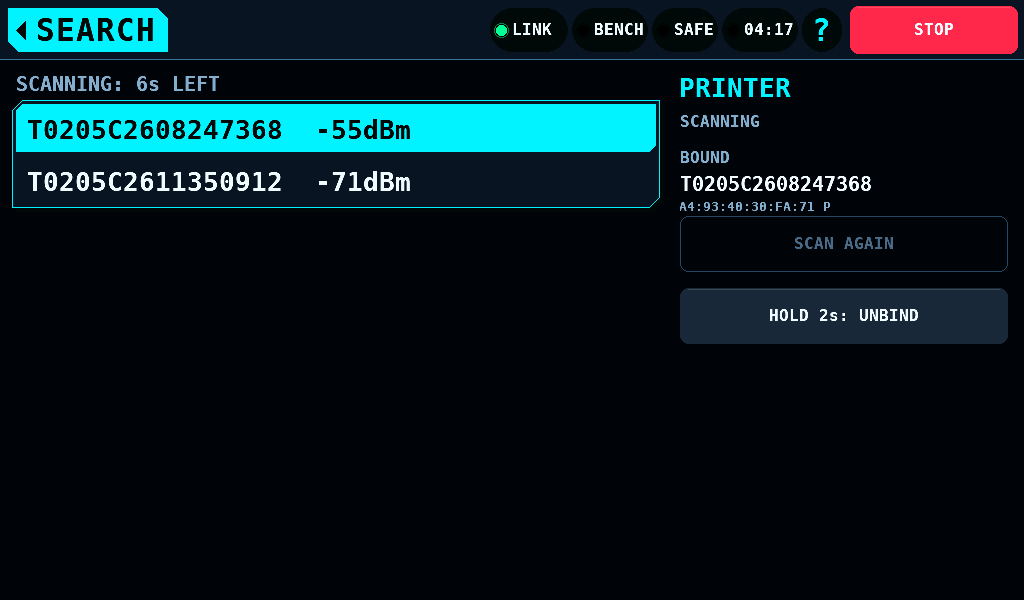 SEARCH
LINK
BENCH
SAFE
04:17
?
STOP
SCANNING: 6s LEFT
T0205C2608247368 -55dBm
T0205C2611350912 -71dBm
PRINTER
SCANNING
BOUND
T0205C2608247368
A4:93:40:30:FA:71 P
SCAN AGAIN
HOLD 2s: UNBIND